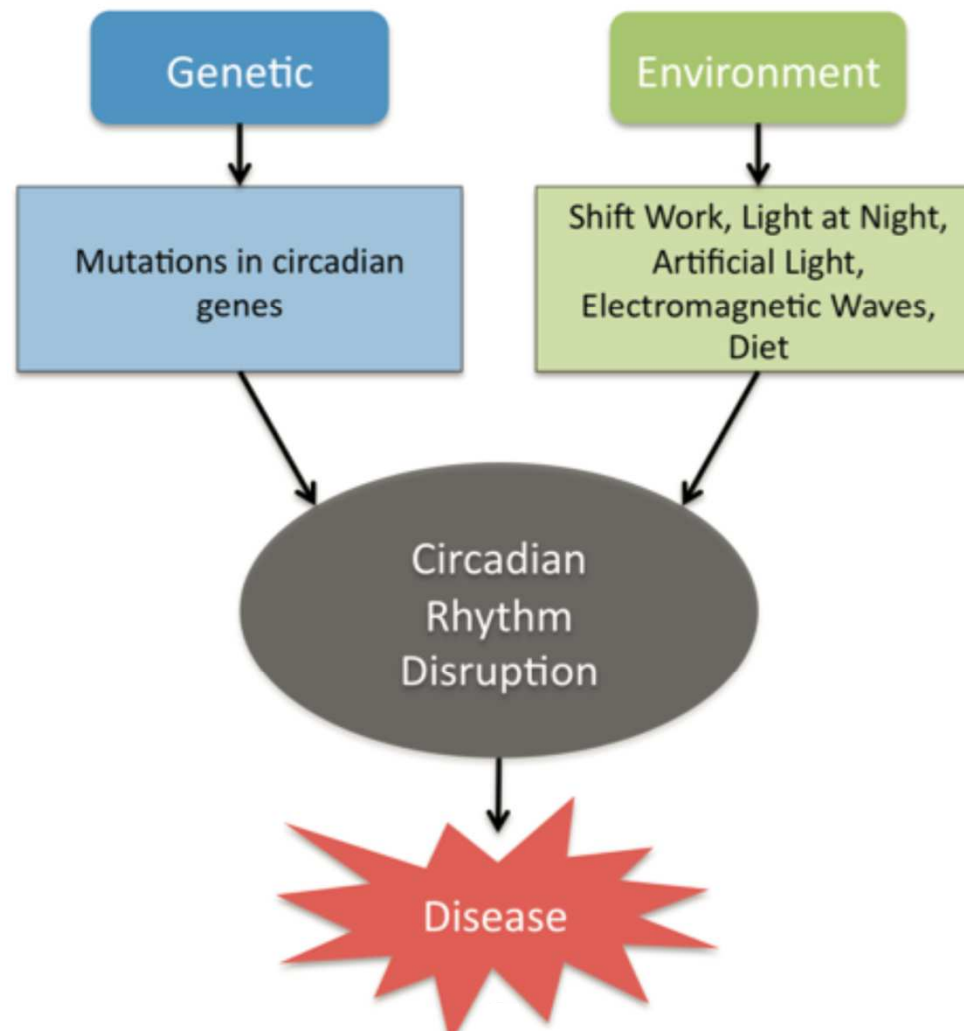 Genetic
Environment
Mutations in circadian
genes
Shift Work, Light at Night,
Artificial Light,
Electromagnetic Waves,
Diet
Circadian
Rhythm
Disruption
Disease